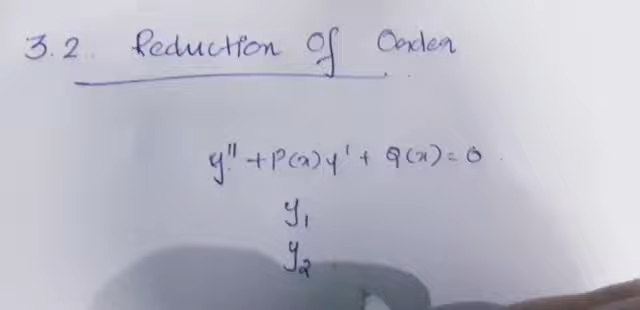 3.2. Reduction Of Order
y'' + P(x)y' + Q(x) = 0
y₁
y₂